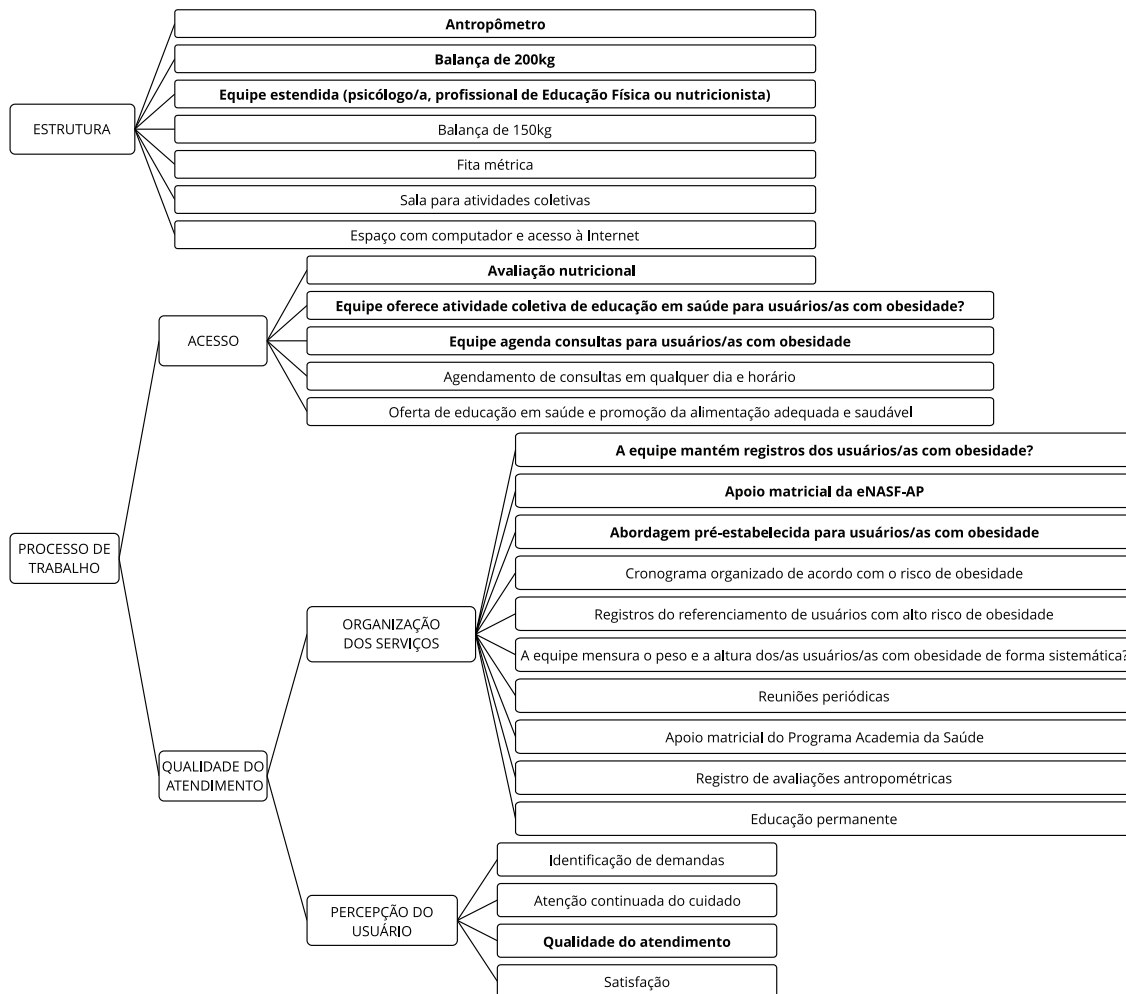 Antropômetro
Balança de 200kg
Equipe estendida (psicólogo/a, profissional de Educação Física ou nutricionista)
ESTRUTURA
Balança de 150kg
Fita métrica
Sala para atividades coletivas
Espaço com computador e acesso à Internet
Avaliação nutricional
Equipe oferece atividade coletiva de educação em saúde para usuários/as com obesidade?
ACESSO
Equipe agenda consultas para usuários/as com obesidade
Agendamento de consultas em qualquer dia e horário
Oferta de educação em saúde e promoção da alimentação adequada e saudável
A equipe mantém registros dos usuários/as com obesidade?
Apoio matricial da eNASF-AP
Abordagem pré-estabelecida para usuários/as com obesidade
PROCESSO DE
TRABALHO
Cronograma organizado de acordo com o risco de obesidade
Registros do referenciamento de usuários com alto risco de obesidade
ORGANIZAÇÃO
DOS SERVIÇOS
A equipe mensura o peso e a altura dos/as usuários/as com obesidade de forma sistemática?
Reuniões periódicas
Apoio matricial do Programa Academia da Saúde
QUALIDADE DO
ATENDIMENTO
Registro de avaliações antropométricas
Educação permanente
Identificação de demandas
Atenção continuada do cuidado
PERCEPÇÃO DO
USUÁRIO
Qualidade do atendimento
Satisfação